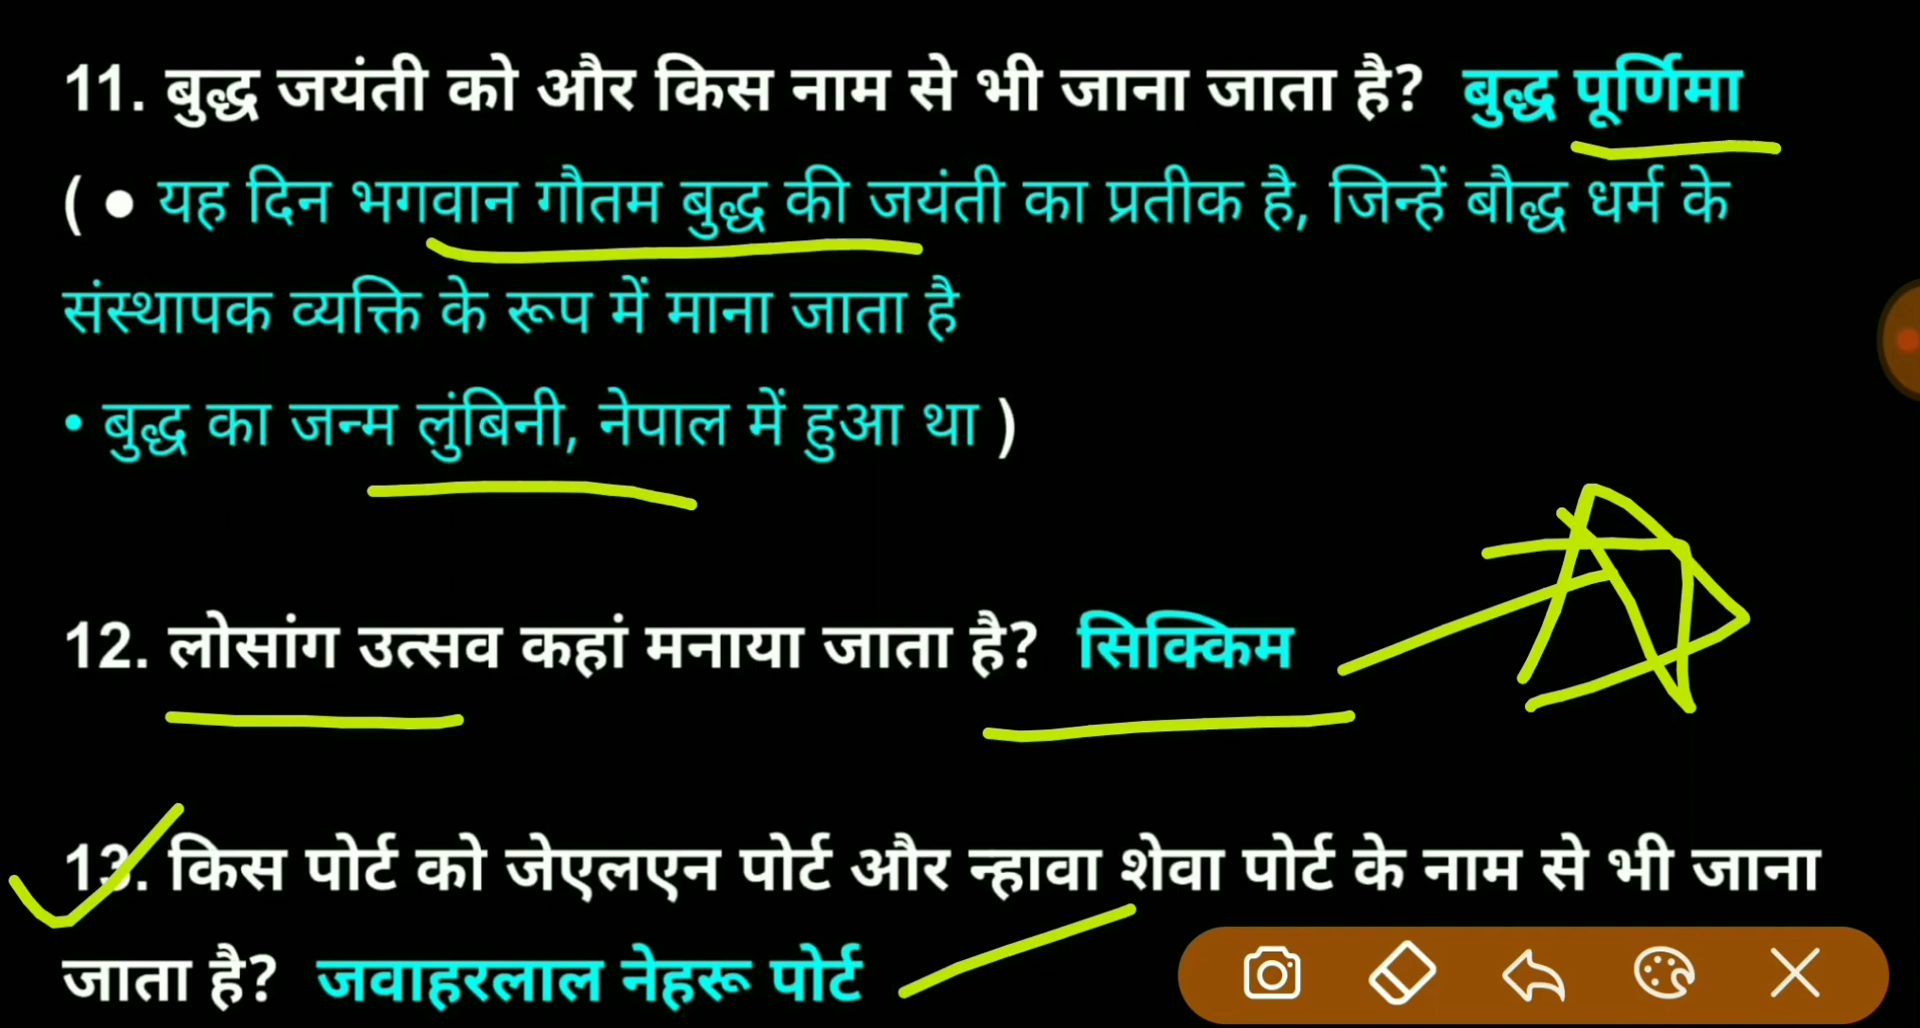 11. बुद्ध जयंती को और किस नाम से भी जाना जाता है? बुद्ध पूर्णिमा
( ● यह दिन भगवान गौतम बुद्ध की जयंती का प्रतीक है, जिन्हें बौद्ध धर्म के
संस्थापक व्यक्ति के रूप में माना जाता है
• बुद्ध का जन्म लुंबिनी, नेपाल में हुआ था )
12. लोसांग उत्सव कहां मनाया जाता है? सिक्किम
13. किस पोर्ट को जेएलएन पोर्ट और न्हावा शेवा पोर्ट के नाम से भी जाना
जाता है? जवाहरलाल नेहरू पोर्ट